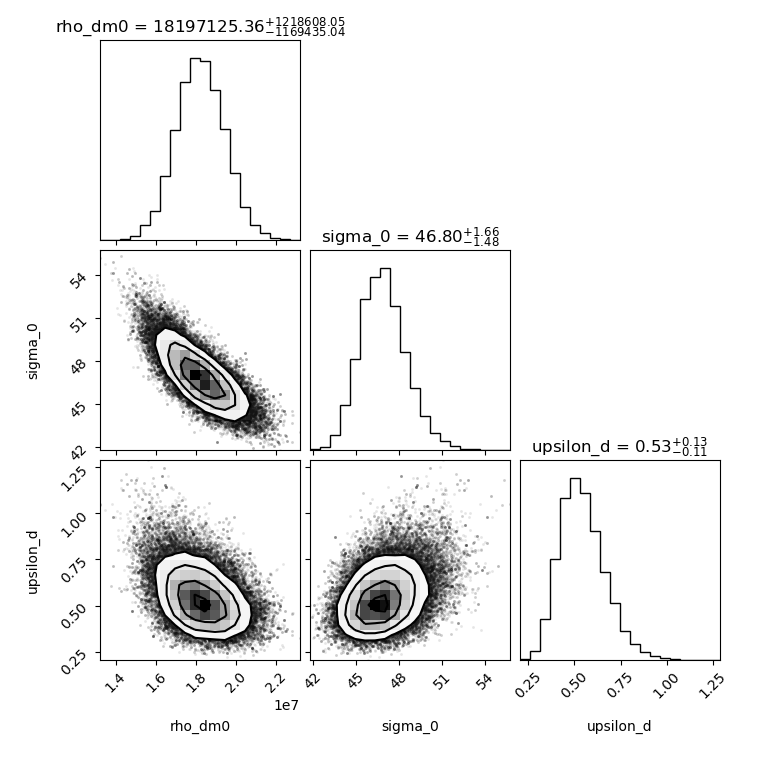 rho_dm0 = 18197125.36+1218608.05−1169435.04
sigma_0 = 46.80+1.66−1.48
upsilon_d = 0.53+0.13−0.11
sigma_0
54
51
48
45
42
upsilon_d
1.25
1.00
0.75
0.50
0.25
1.4 1.6 1.8 2.0 2.2
1e7
rho_dm0
42 45 48 51 54
sigma_0
0.25 0.50 0.75 1.00 1.25
upsilon_d